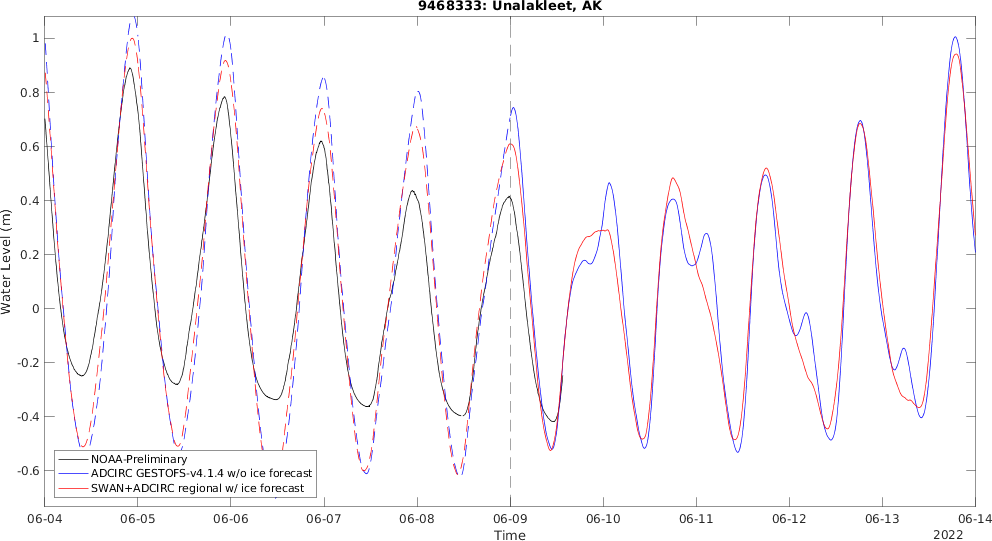 9468333: Unalakleet, AK
Water Level (m)
1
0.8
0.6
0.4
0.2
0
-0.2
-0.4
-0.6
NOAA-Preliminary
ADCIRC GESTOFS-v4.1.4 w/o ice forecast
SWAN+ADCIRC regional w/ ice forecast
06-04 06-05 06-06 06-07 06-08 06-09 06-10 06-11 06-12 06-13 06-14
Time
2022